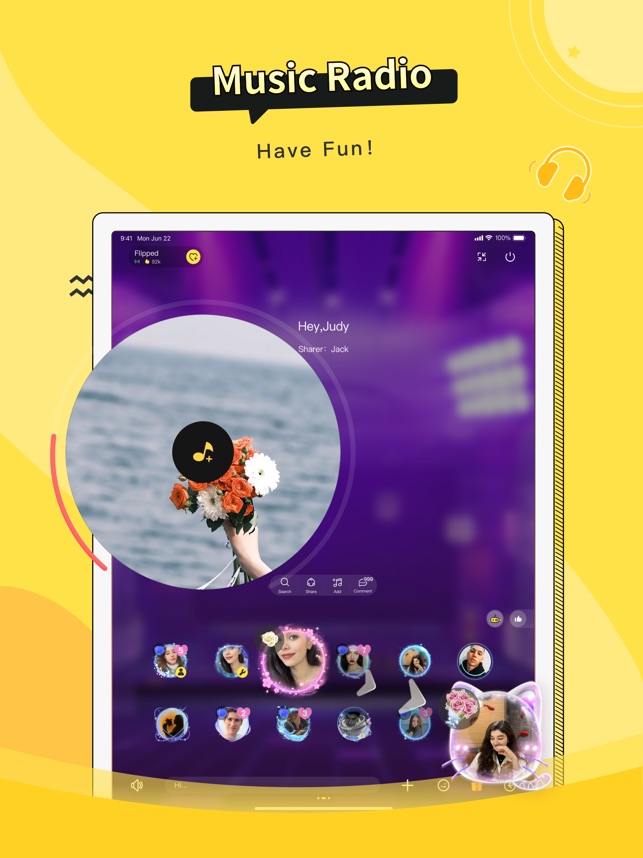 Music Radio
Have Fun!
9:41 Mon Jun 22
100%
Flipped
92k
Hey,Judy
Sharer: Jack
999
Search Share Add Comment
Hi...